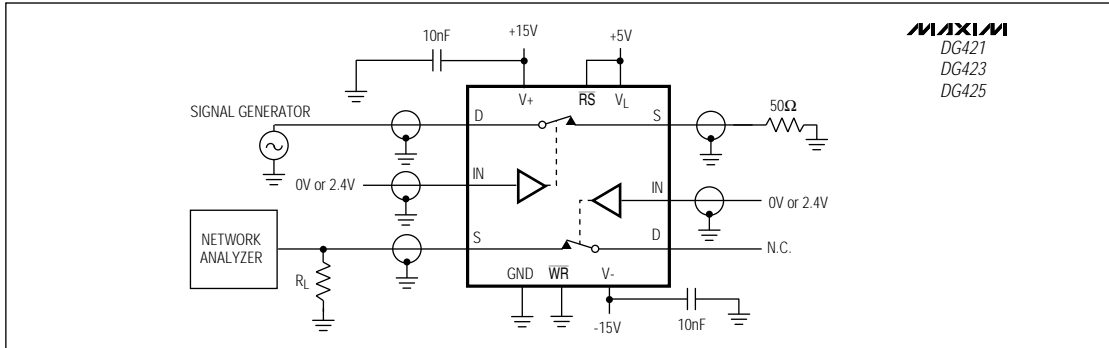 MAXIM
DG421
DG423
DG425
10nF
+15V
+5V
V+
RS
VL
SIGNAL GENERATOR
D
S
50Ω
IN
0V or 2.4V
IN
0V or 2.4V
NETWORK
ANALYZER
S
D
N.C.
RL
GND
WR
V-
-15V
10nF